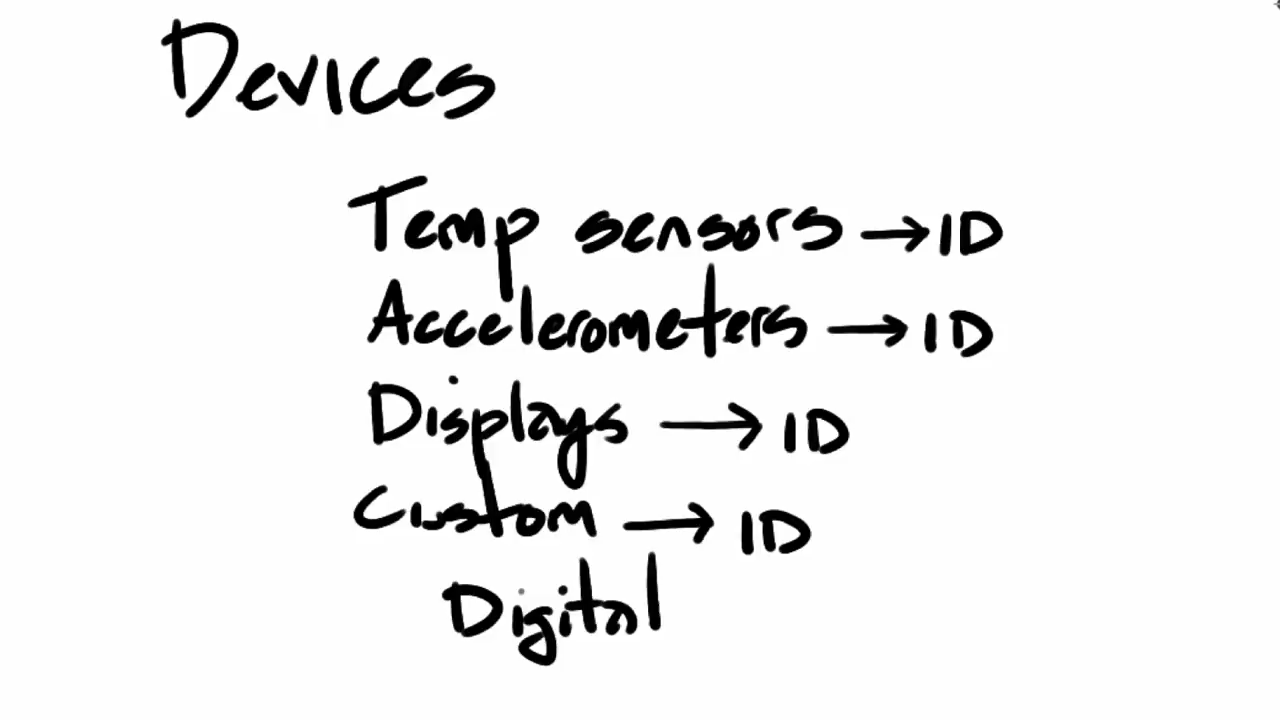 Devices
Temp sensors → ID
Accelerometers → ID
Displays → ID
Custom → ID
Digital